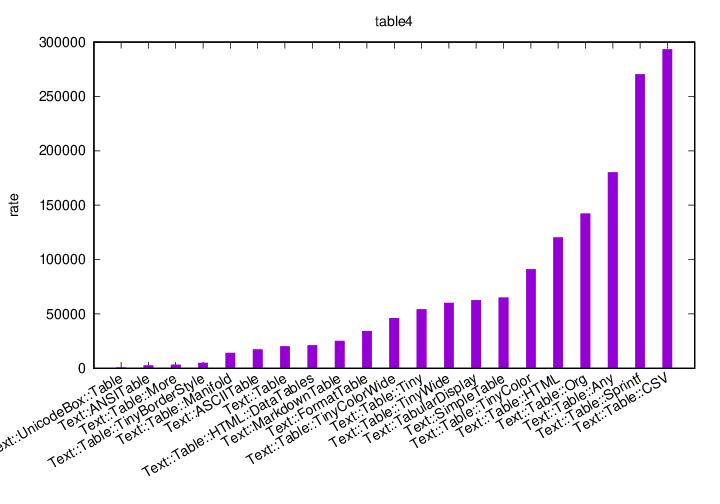 table4
300000
250000
200000
150000
100000
50000
0
rate
ext::UnicodeBox::Table
Text::ANSITable
Text::Table::More
Text::Table::TinyBorderStyle
Text::Table::Manifold
Text::ASCIITable
Text::Table
Text::Table::HTML::DataTables
Text::MarkdownTable
Text::FormatTable
Text::Table::TinyColorWide
Text::Table::Tiny
Text::Table::TinyWide
Text::TabularDisplay
Text::SimpleTable
Text::Table::TinyColor
Text::Table::HTML
Text::Table::Org
Text::Table::Any
Text::Table::Sprintf
Text::Table::CSV